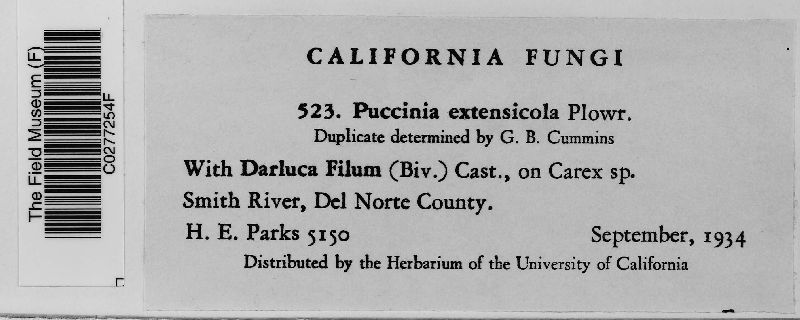 The Field Museum (F)
C0277254F
CALIFORNIA FUNGI
523. Puccinia extensicola Plowr.
Duplicate determined by G. B. Cummins
With Darluca Filum (Biv.) Cast., on Carex sp.
Smith River, Del Norte County.
H. E. Parks 5150 September, 1934
Distributed by the Herbarium of the University of California